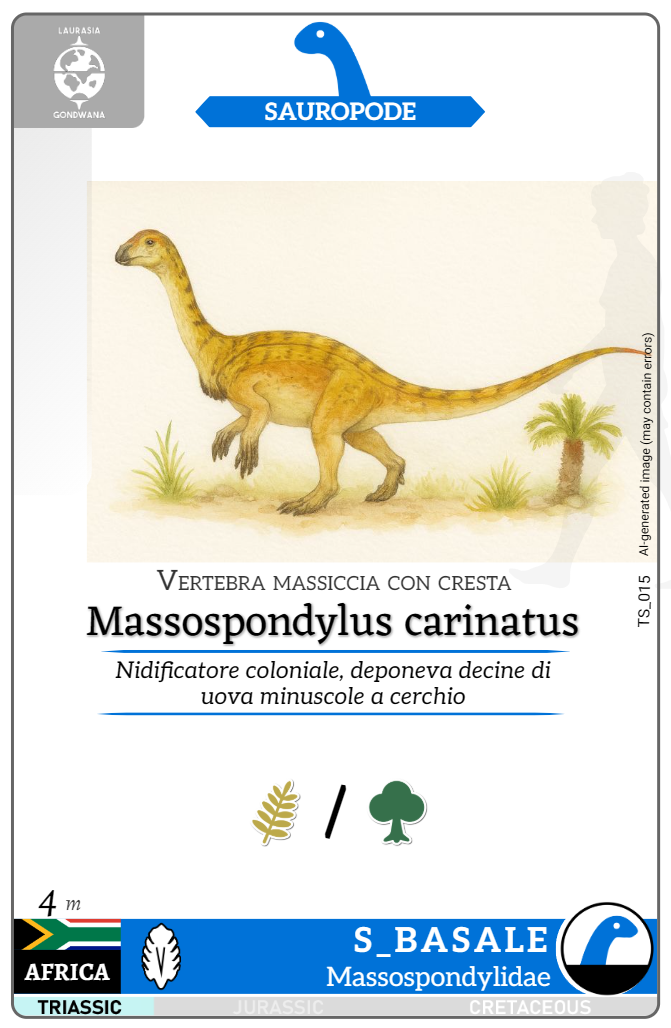 LAURASIA
GONDWANA
SAUROPODE
AI-generated image (may contain errors)
TS_015
Vertebra massiccia con cresta
Massospondylus carinatus
Nidificatore coloniale, deponeva decine di
uova minuscole a cerchio
/
4 m
AFRICA
S_BASALE
Massospondylidae
TRIASSIC
JURASSIC
CRETACEOUS